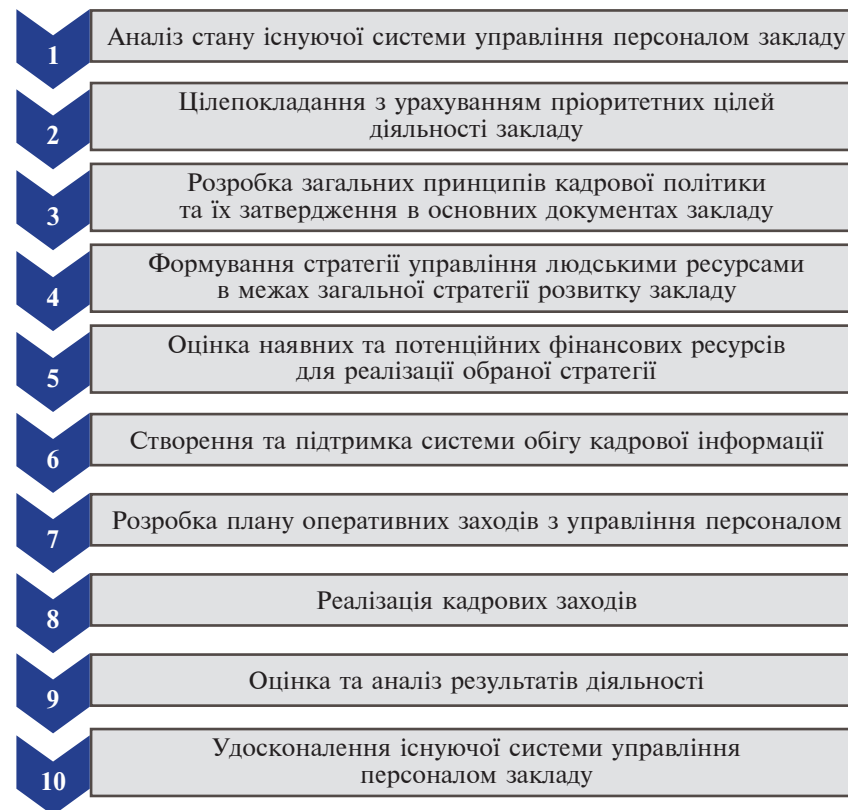 1
Аналіз стану існуючої системи управління персоналом закладу
2
Цілепокладання з урахуванням пріоритетних цілей
діяльності закладу
3
Розробка загальних принципів кадрової політики
та їх затвердження в основних документах закладу
4
Формування стратегії управління людськими ресурсами
в межах загальної стратегії розвитку закладу
5
Оцінка наявних та потенційних фінансових ресурсів
для реалізації обраної стратегії
6
Створення та підтримка системи обігу кадрової інформації
7
Розробка плану оперативних заходів з управління персоналом
8
Реалізація кадрових заходів
9
Оцінка та аналіз результатів діяльності
10
Удосконалення існуючої системи управління
персоналом закладу